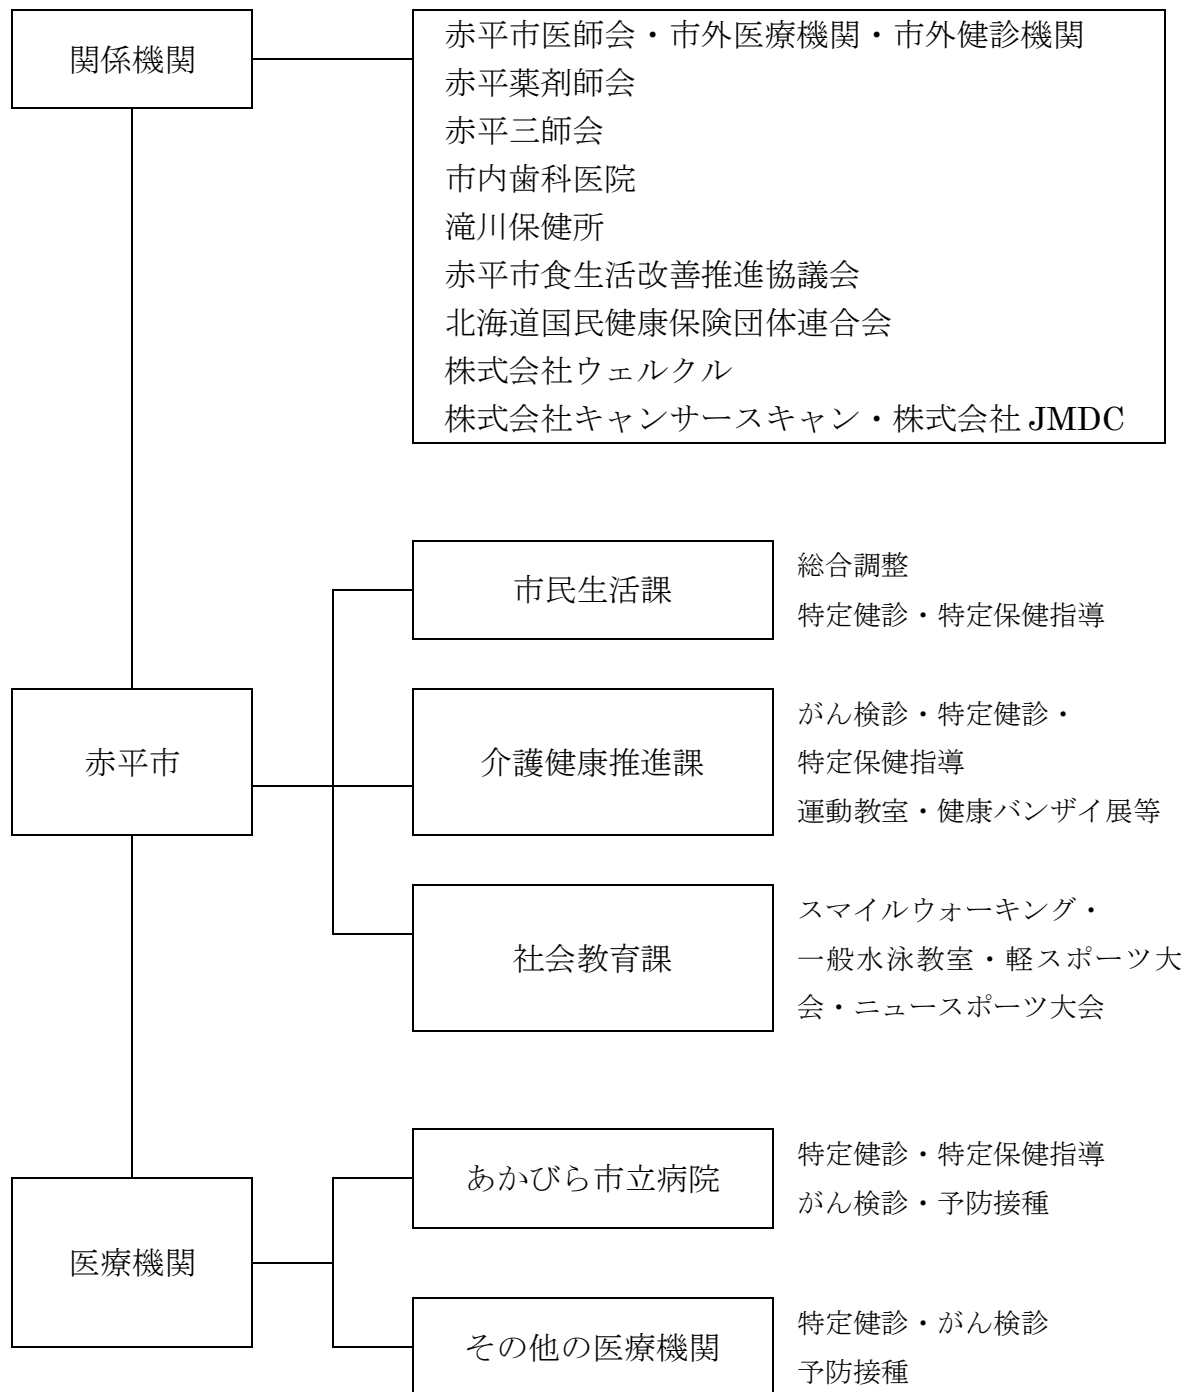 関係機関
赤平市医師会・市外医療機関・市外健診機関
赤平薬剤師会
赤平三師会
市内歯科医院
滝川保健所
赤平市食生活改善推進協議会
北海道国民健康保険団体連合会
株式会社ウェルクル
株式会社キャンサースキャン・株式会社 JMDC
赤平市
市民生活課
総合調整
特定健診・特定保健指導
介護健康推進課
がん検診・特定健診・
特定保健指導
運動教室・健康バンザイ展等
社会教育課
スマイルウォーキング・
一般水泳教室・軽スポーツ大
会・ニュースポーツ大会
医療機関
あかびら市立病院
特定健診・特定保健指導
がん検診・予防接種
その他の医療機関
特定健診・がん検診
予防接種